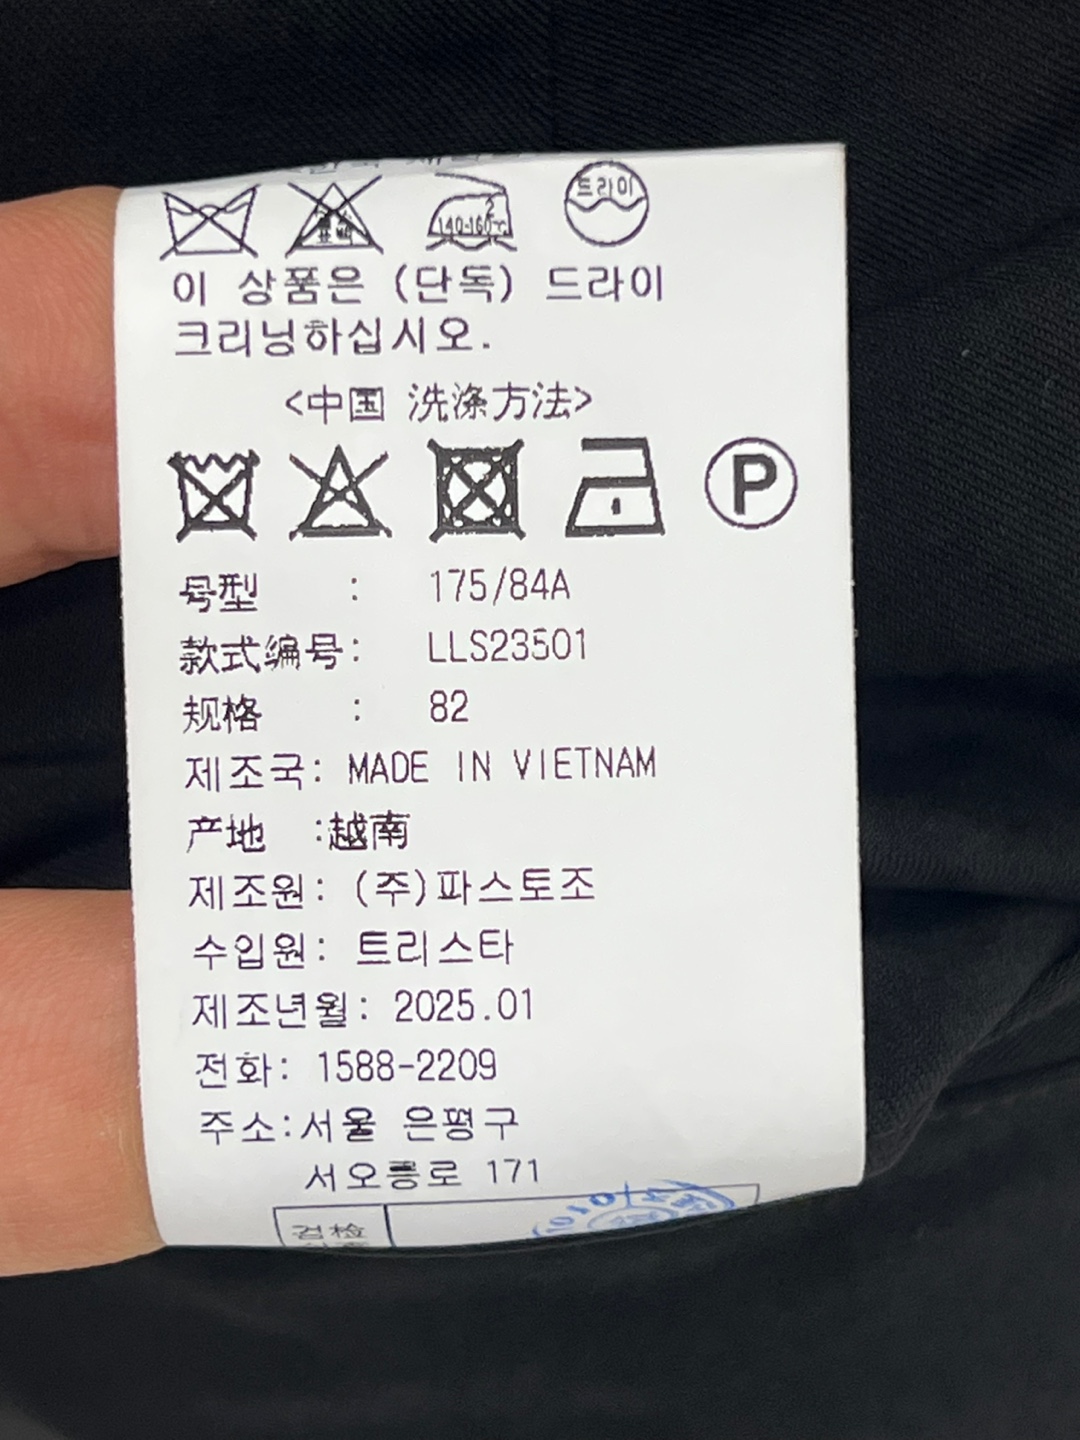 드라이
2
140-160℃
이 상품은 (단독) 드라이
크리닝하십시오.
<中国 洗涤方法>
P
号型 : 175/84A
款式编号: LLS23501
规格 : 82
제조국: MADE IN VIETNAM
产地 :越南
제조원: (주)파스토조
수입원: 트리스타
제조년월: 2025.01
전화: 1588-2209
주소:서울 은평구
서오릉로 171
검检